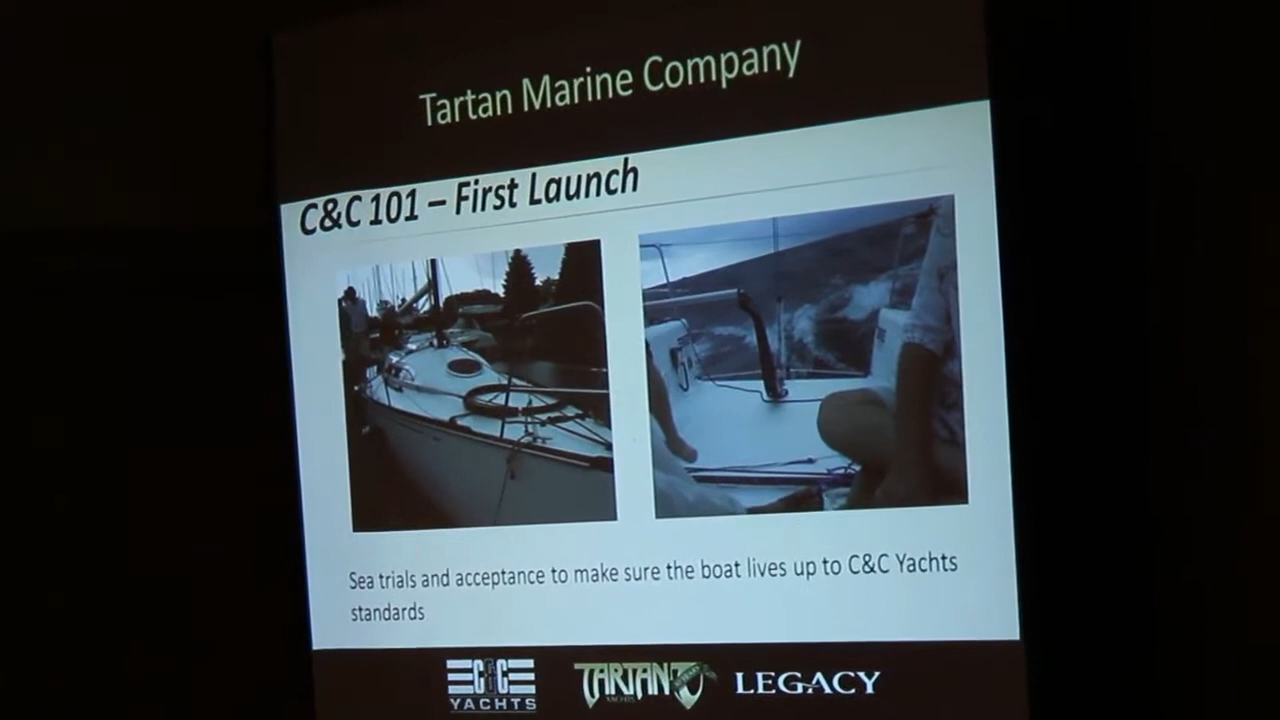 Tartan Marine Company
C&C 101 – First Launch
Sea trials and acceptance to make sure the boat lives up to C&C Yachts
standards
C&C
YACHTS
TARTAN
YACHTS
LEGACY